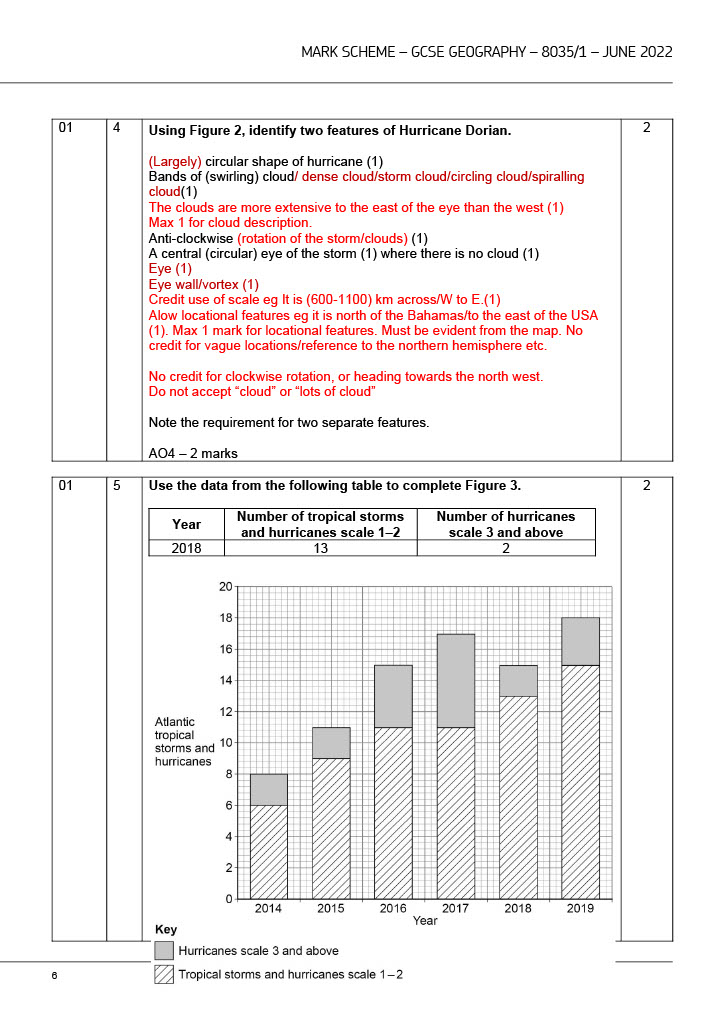 MARK SCHEME – GCSE GEOGRAPHY – 8035/1 – JUNE 2022
01 4 Using Figure 2, identify two features of Hurricane Dorian. 2
(Largely) circular shape of hurricane (1)
Bands of (swirling) cloud/ dense cloud/storm cloud/circling cloud/spiralling
cloud(1)
The clouds are more extensive to the east of the eye than the west (1)
Max 1 for cloud description.
Anti-clockwise (rotation of the storm/clouds) (1)
A central (circular) eye of the storm (1) where there is no cloud (1)
Eye (1)
Eye wall/vortex (1)
Credit use of scale eg It is (600-1100) km across/W to E.(1)
Alow locational features eg it is north of the Bahamas/to the east of the USA
(1). Max 1 mark for locational features. Must be evident from the map. No
credit for vague locations/reference to the northern hemisphere etc.
No credit for clockwise rotation, or heading towards the north west.
Do not accept “cloud” or “lots of cloud”
Note the requirement for two separate features.
AO4 – 2 marks
01 5 Use the data from the following table to complete Figure 3. 2
Year
Number of tropical storms
and hurricanes scale 1–2
Number of hurricanes
scale 3 and above
2018 13 2
20
18
16
14
12
10
8
6
4
2
0
Atlantic
tropical
storms and
hurricanes
2014 2015 2016 2017 2018 2019
Year
Key
Hurricanes scale 3 and above
Tropical storms and hurricanes scale 1–2
6